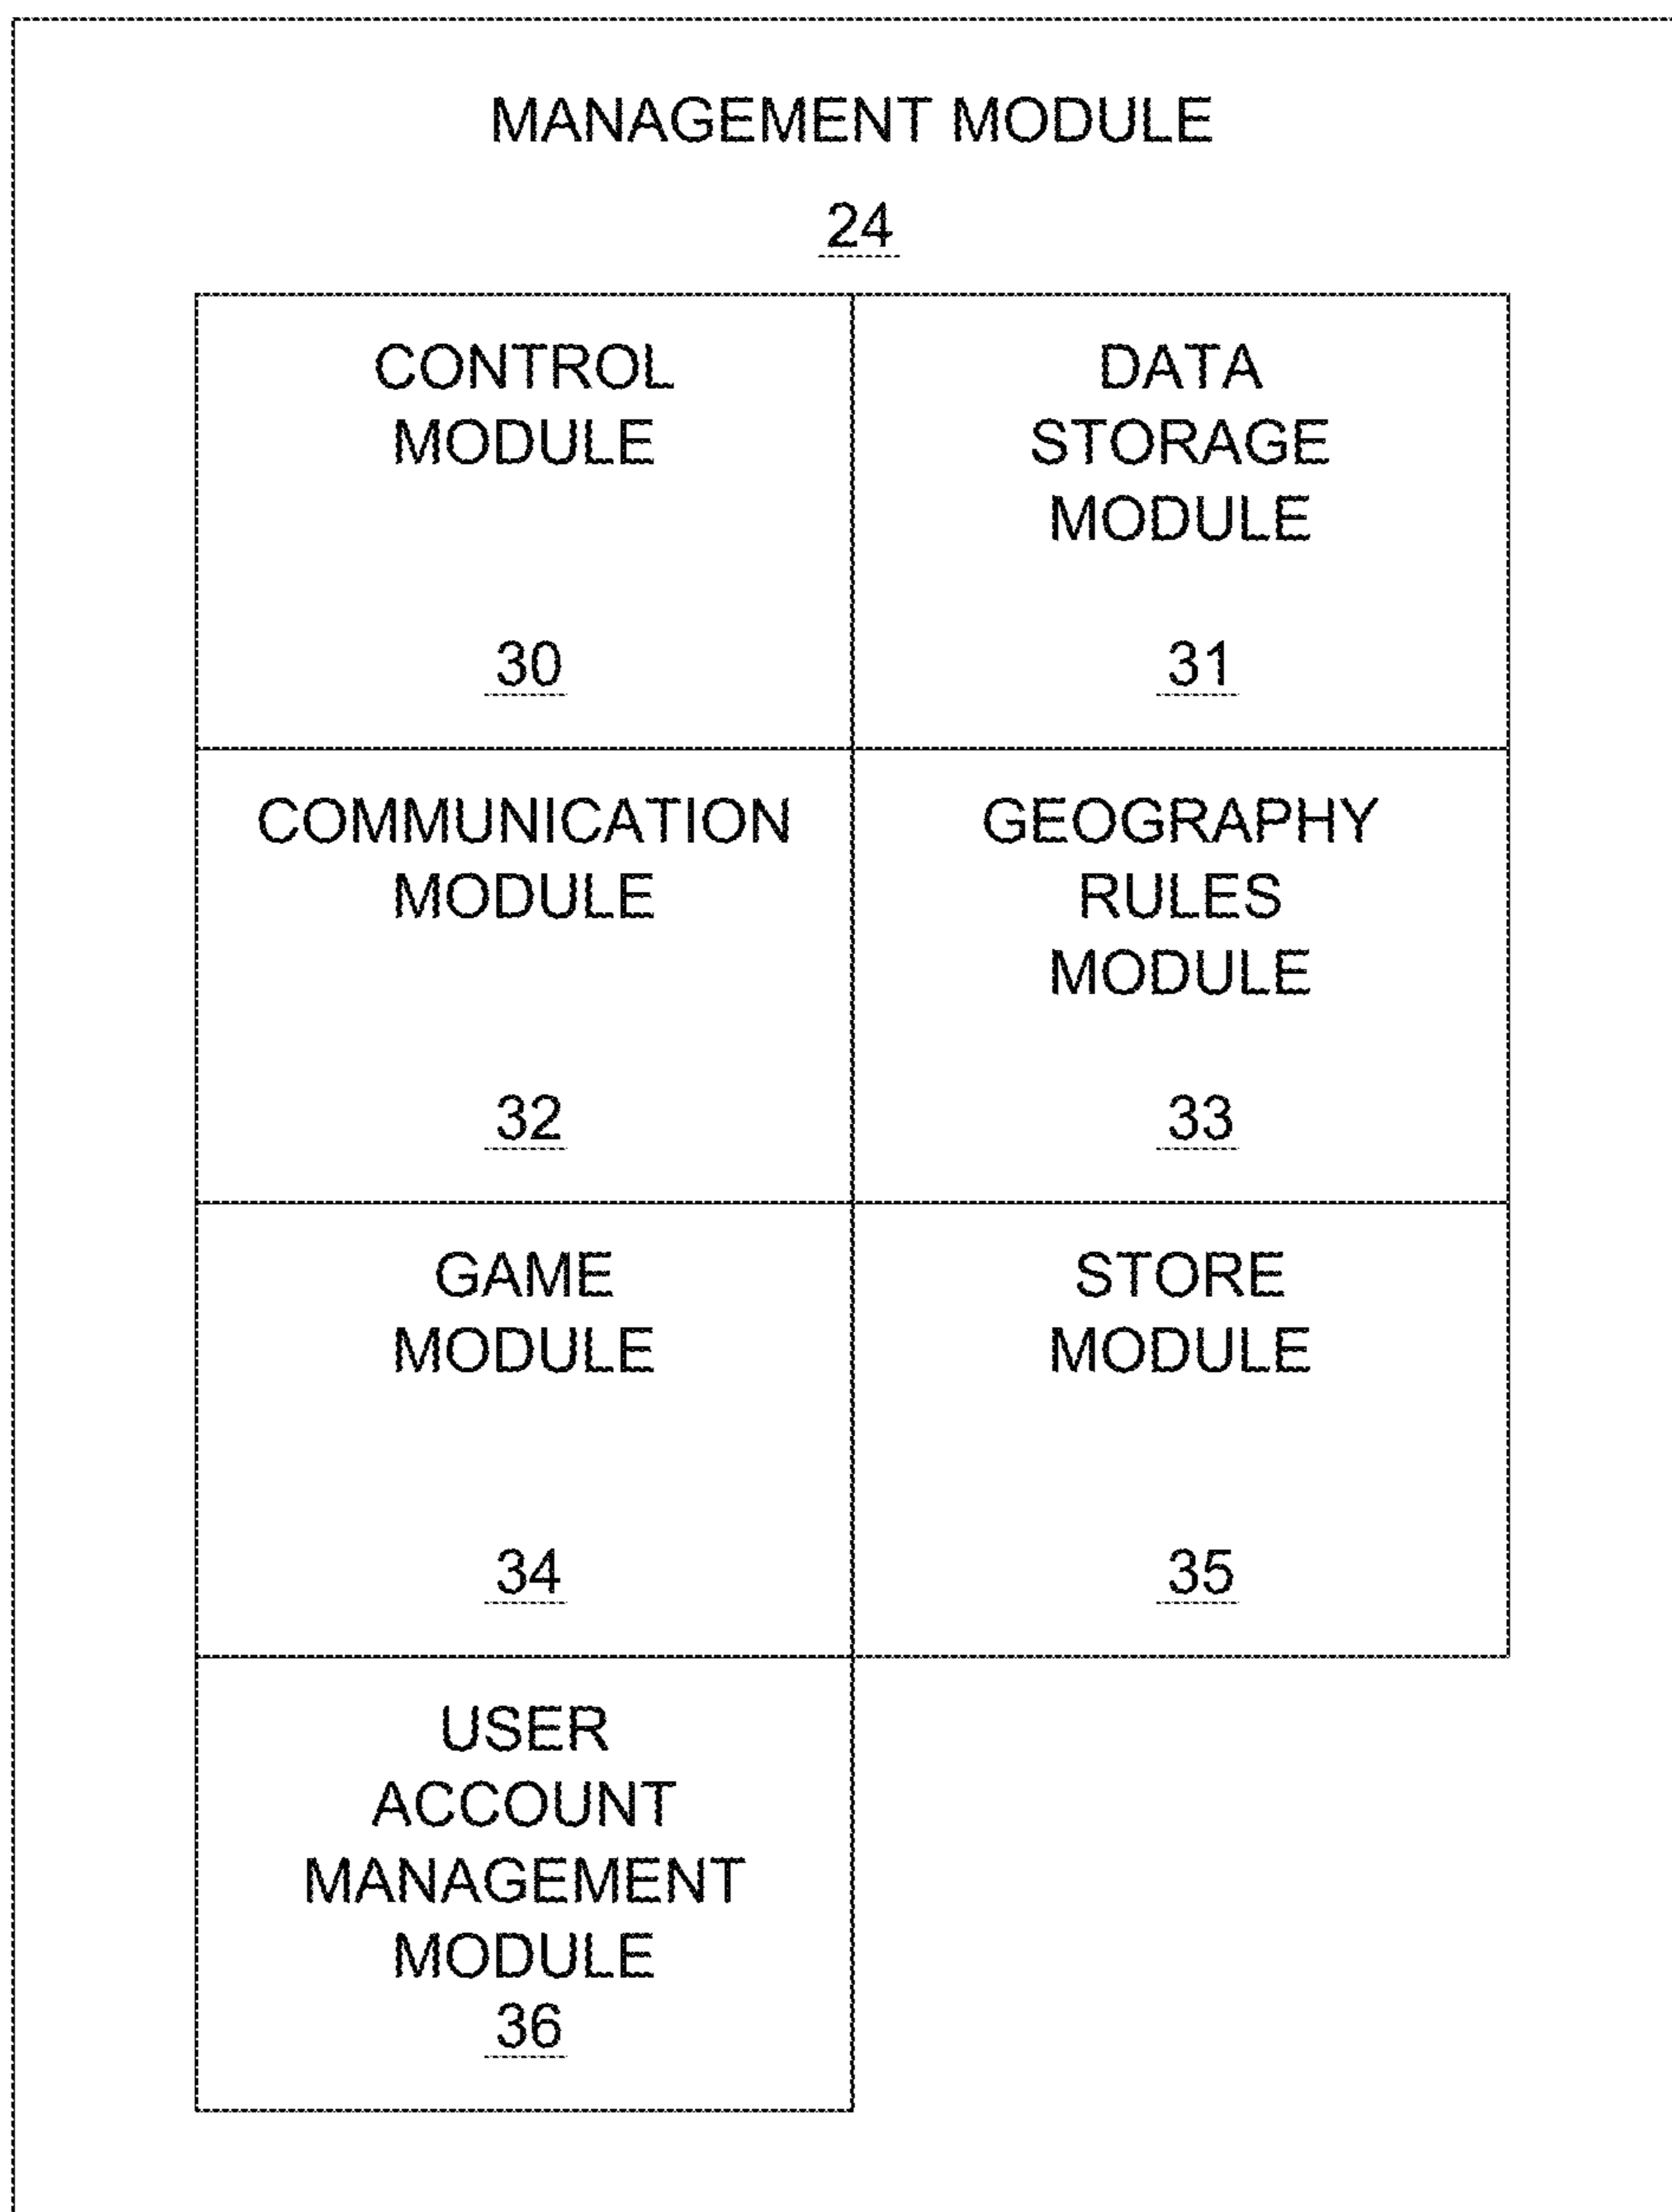 MANAGEMENT MODULE
24
CONTROL
MODULE
30
DATA
STORAGE
MODULE
31
COMMUNICATION
MODULE
32
GEOGRAPHY
RULES
MODULE
33
GAME
MODULE
34
STORE
MODULE
35
USER
ACCOUNT
MANAGEMENT
MODULE
36